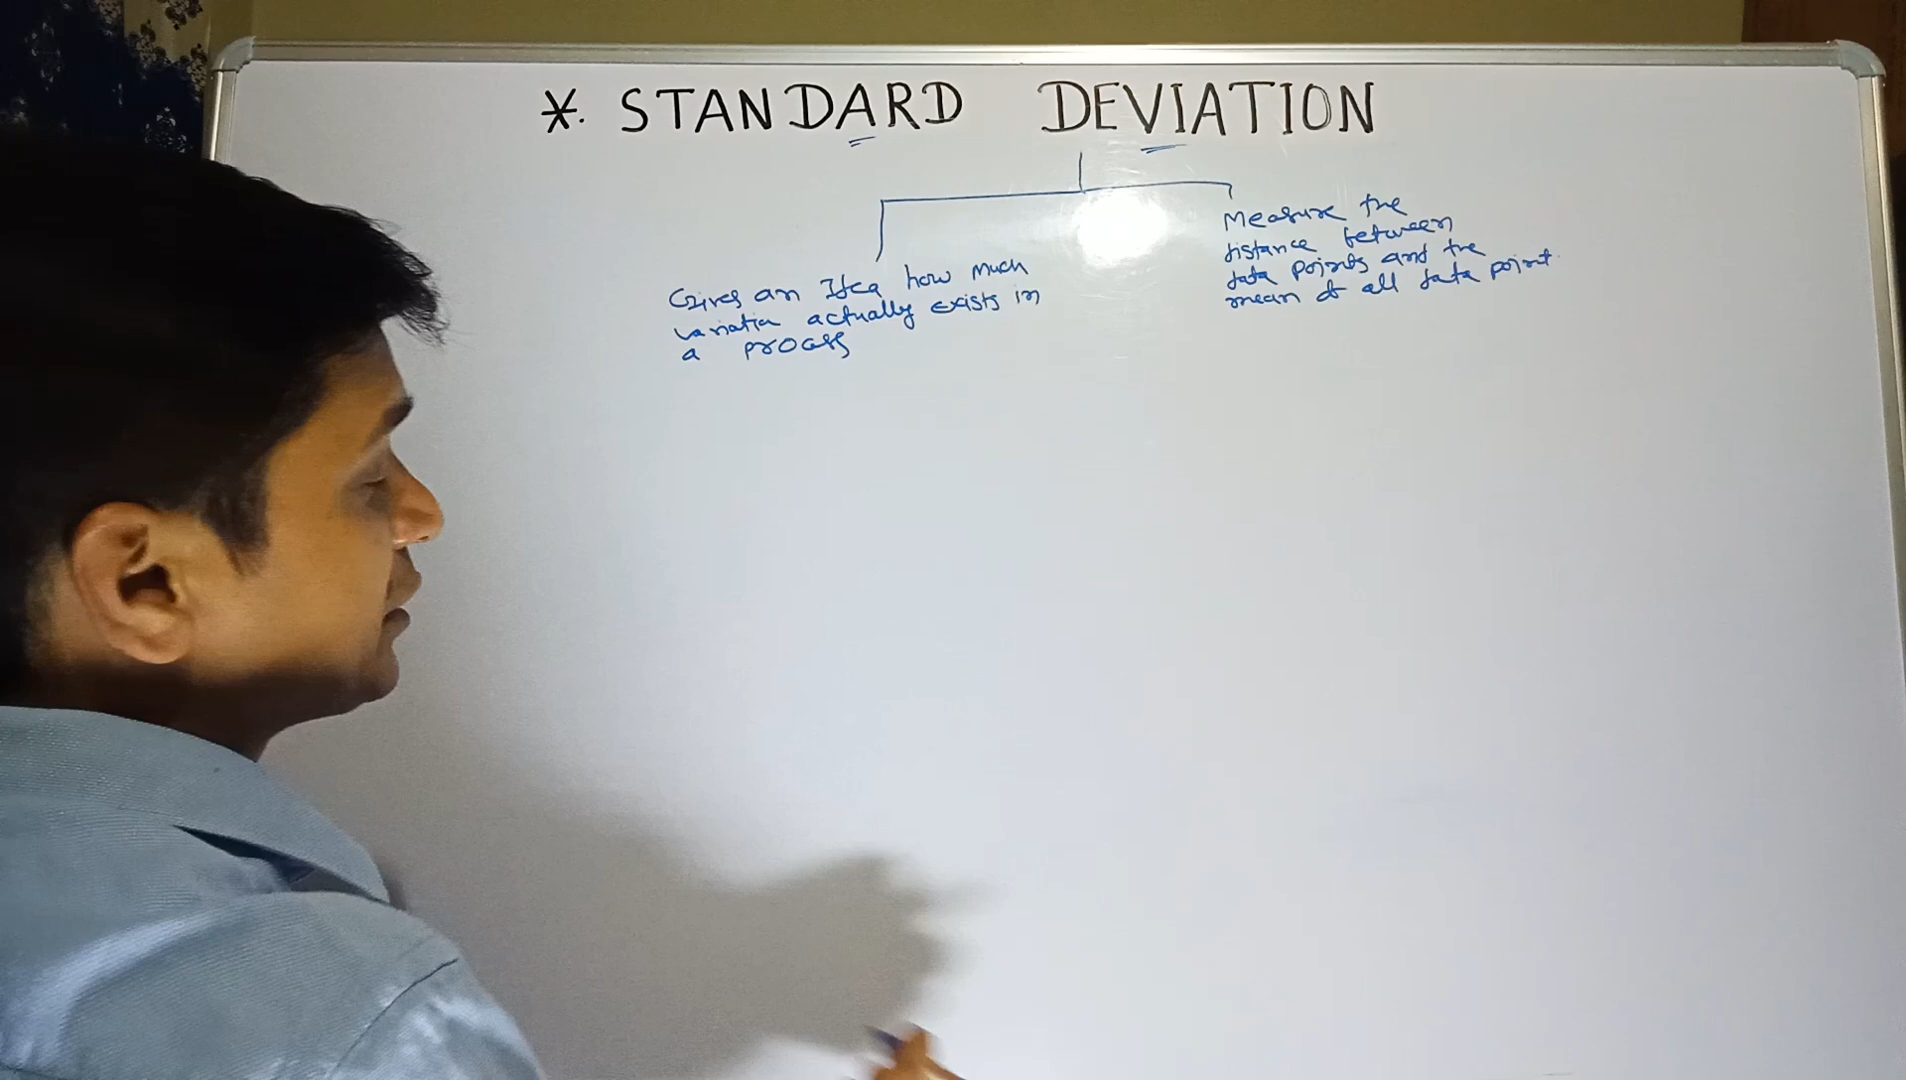 *. STANDARD DEVIATION
Gives an Idea how much
variation actually exists in
a process
Measure the
distance between
data points and the
mean of all data point.